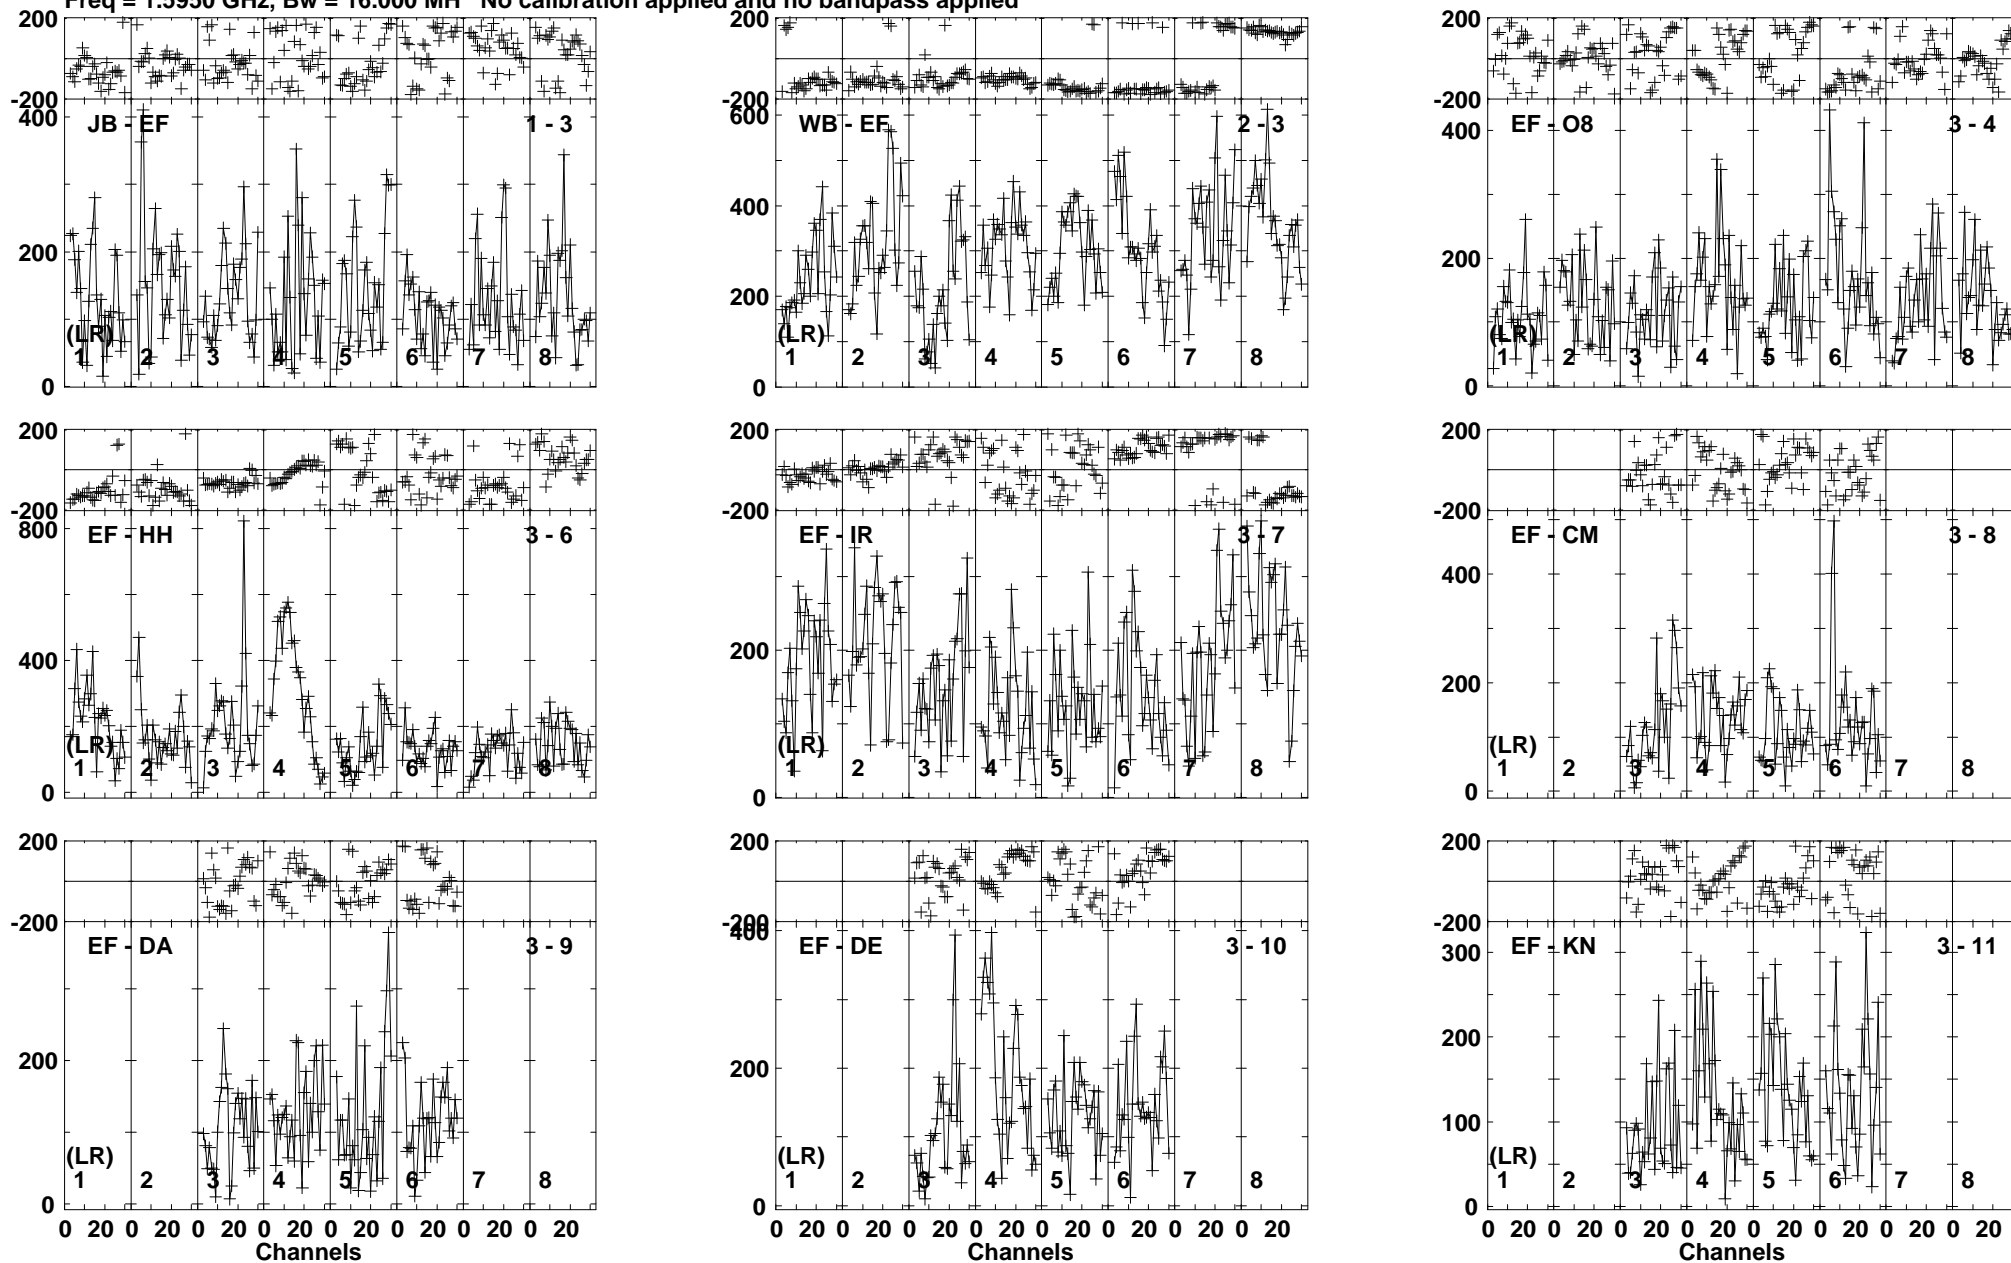 Freq = 1.5950 GHz, Bw = 16.000 MH No calibration applied and no bandpass applied
200
-200
400
200
0
JB - EF
1 - 3
(LR)
1 2 3 4 5 6 7 8
200
-200
600
400
200
0
WB - EF
2 - 3
(LR)
1 2 3 4 5 6 7 8
200
-200
400
200
0
EF - O8
3 - 4
(LR)
1 2 3 4 5 6 7 8
200
-200
800
400
0
EF - HH
3 - 6
(LR)
1 2 3 4 5 6 7 8
200
-200
200
0
EF - IR
3 - 7
(LR)
1 2 3 4 5 6 7 8
200
-200
400
200
0
EF - CM
3 - 8
(LR)
1 2 3 4 5 6 7 8
200
-200
200
0
EF - DA
3 - 9
(LR)
1 2 3 4 5 6 7 8
0 20 0 20 0 20 0 20 0 20 0 20 0 20 0 20
Channels
200
-200
400
200
0
EF - DE
3 - 10
(LR)
1 2 3 4 5 6 7 8
0 20 0 20 0 20 0 20 0 20 0 20 0 20 0 20
Channels
200
-200
300
200
100
0
EF - KN
3 - 11
(LR)
1 2 3 4 5 6 7 8
0 20 0 20 0 20 0 20 0 20 0 20 0 20 0 20
Channels